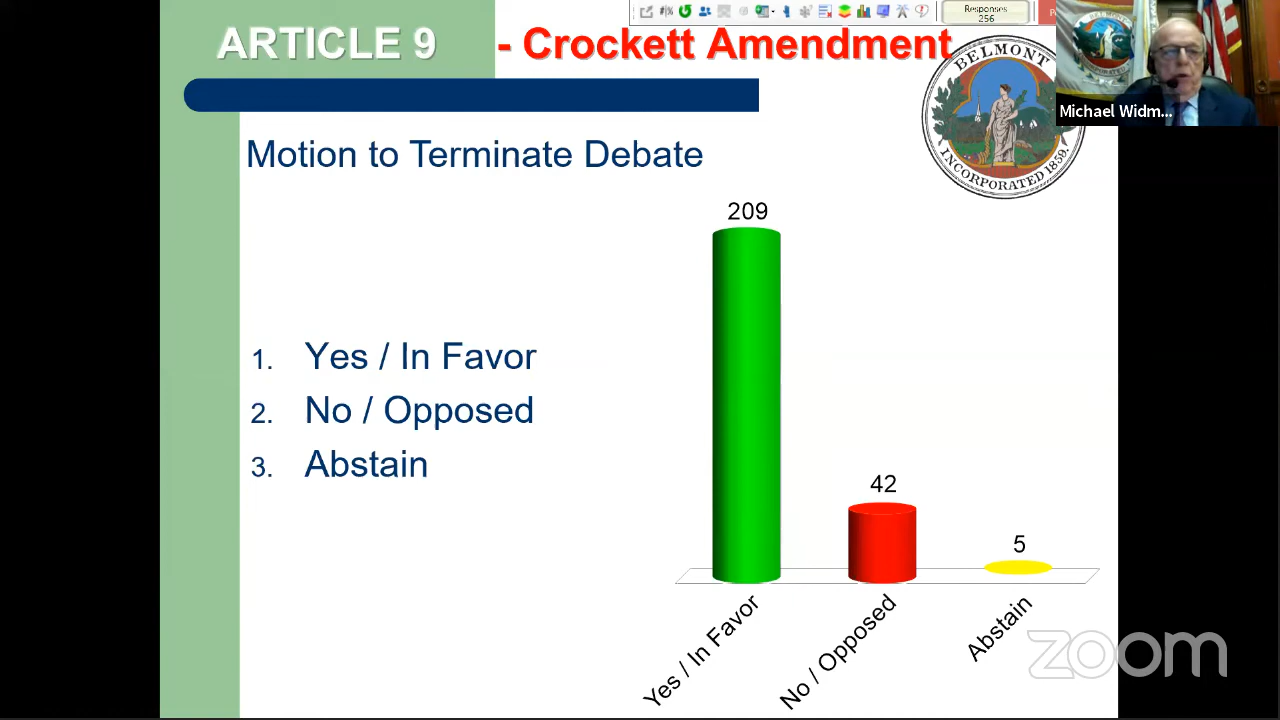 ARTICLE 9 - Crockett Amendment
Responses
256
BELMONT
INCORPORATED 1859.
Michael Widm...
Motion to Terminate Debate
209
42
5
1. Yes / In Favor
2. No / Opposed
3. Abstain
Yes / In Favor
No / Opposed
Abstain
zoom